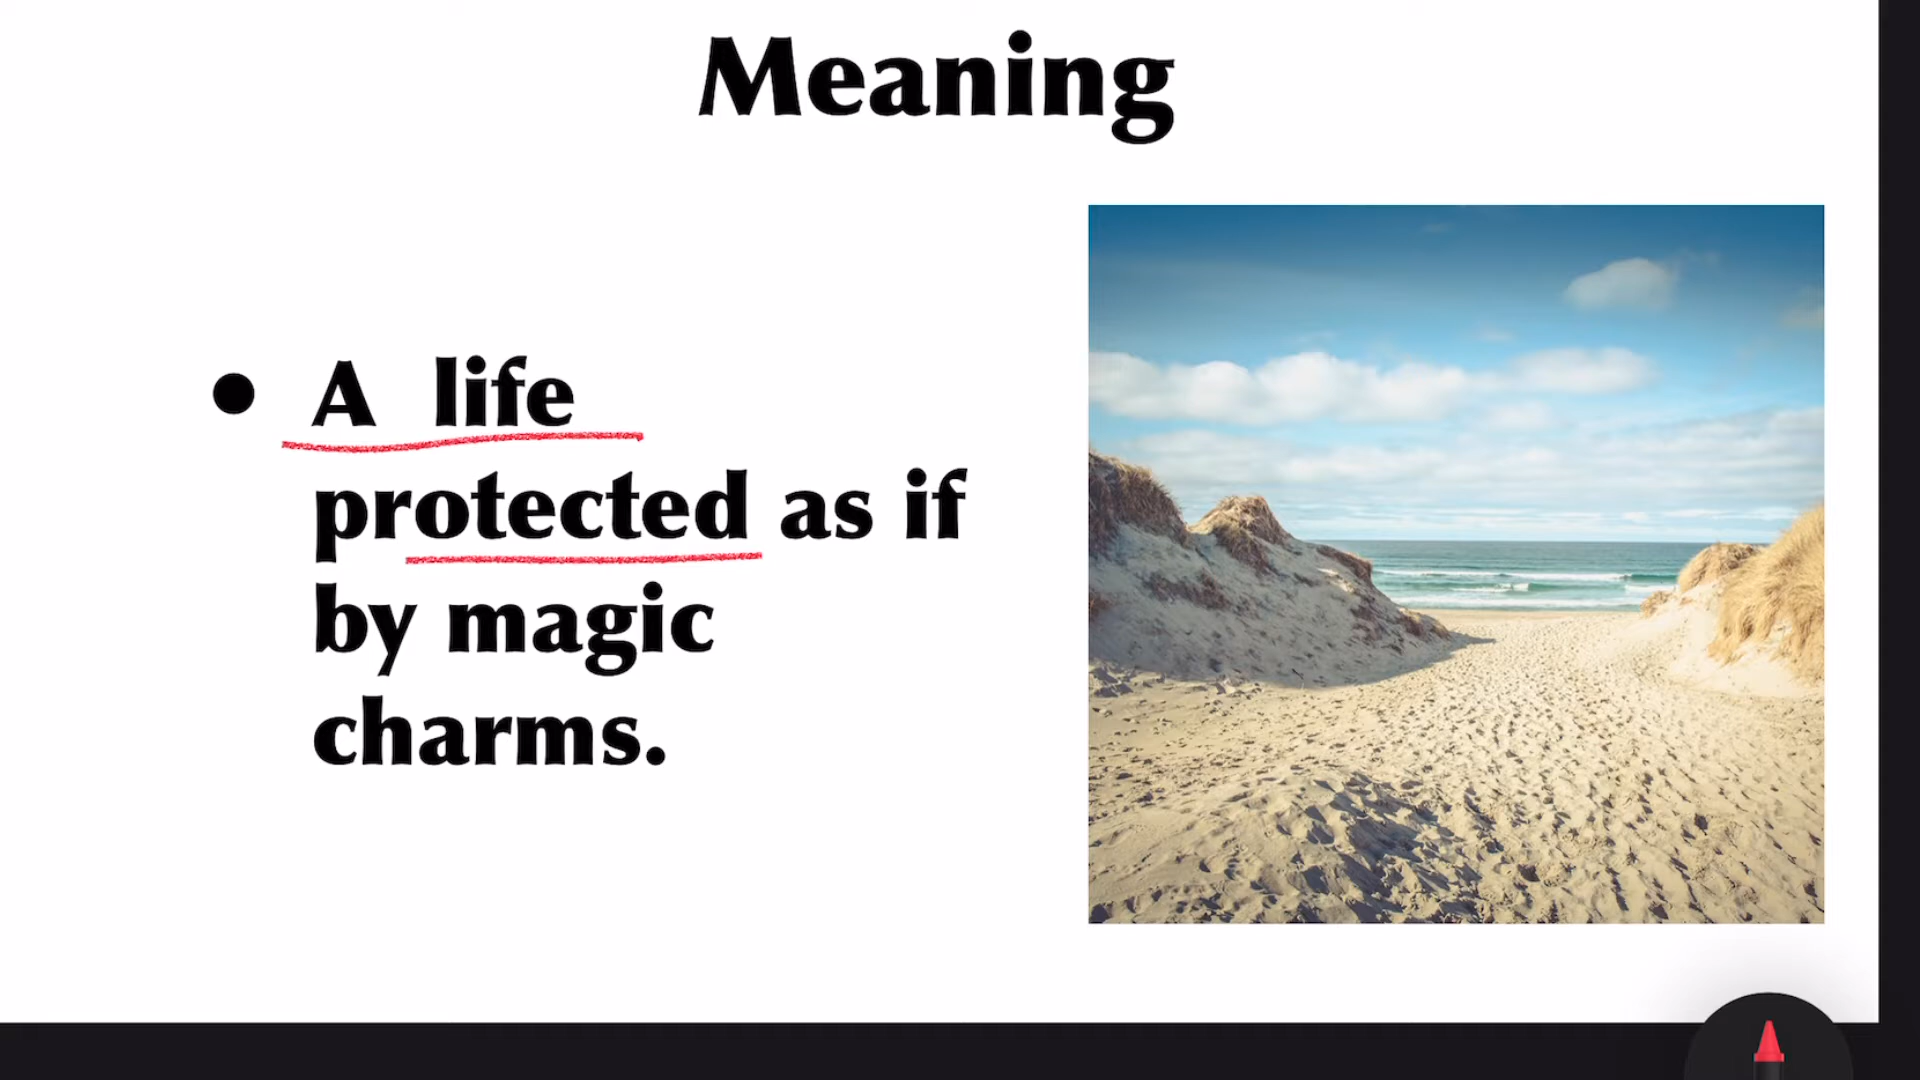 Meaning
• A life
protected as if
by magic
charms.